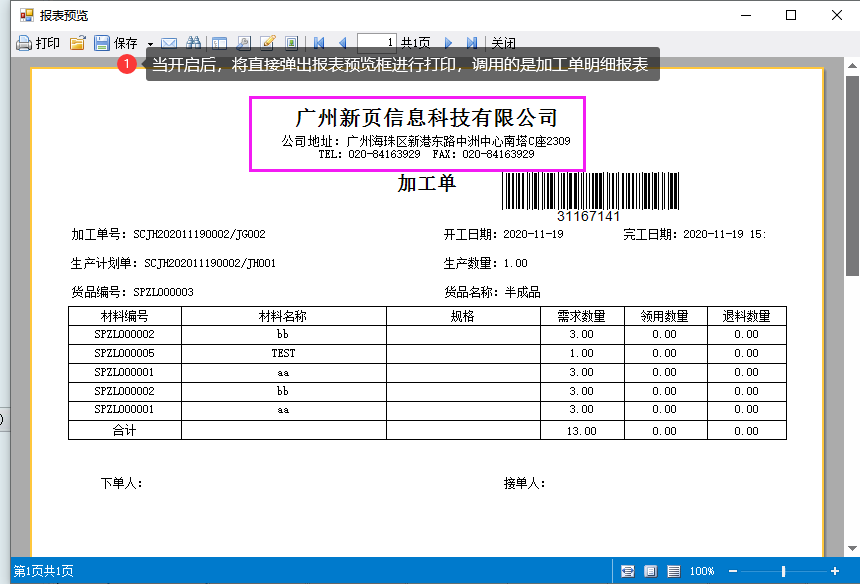 报表预览
打印 保存 1 共1页 关闭
1 当开启后，将直接弹出报表预览框进行打印，调用的是加工单明细报表
广州新页信息科技有限公司
公司地址：广州海珠区新港东路中洲中心南塔C座2309
TEL: 020-84163929 FAX: 020-84163929
加工单
31167141
加工单号：SCJH202011190002/JG002 开工日期：2020-11-19 完工日期：2020-11-19 15:
生产计划单：SCJH202011190002/JH001 生产数量：1.00
货品编号：SPZL000003 货品名称：半成品
材料编号 材料名称 规格 需求数量 领用数量 退料数量
SPZL000002 bb 3.00 0.00 0.00
SPZL000005 TEST 1.00 0.00 0.00
SPZL000001 aa 3.00 0.00 0.00
SPZL000002 bb 3.00 0.00 0.00
SPZL000001 aa 3.00 0.00 0.00
合计 13.00 0.00 0.00
下单人： 接单人：
第1页共1页 100%